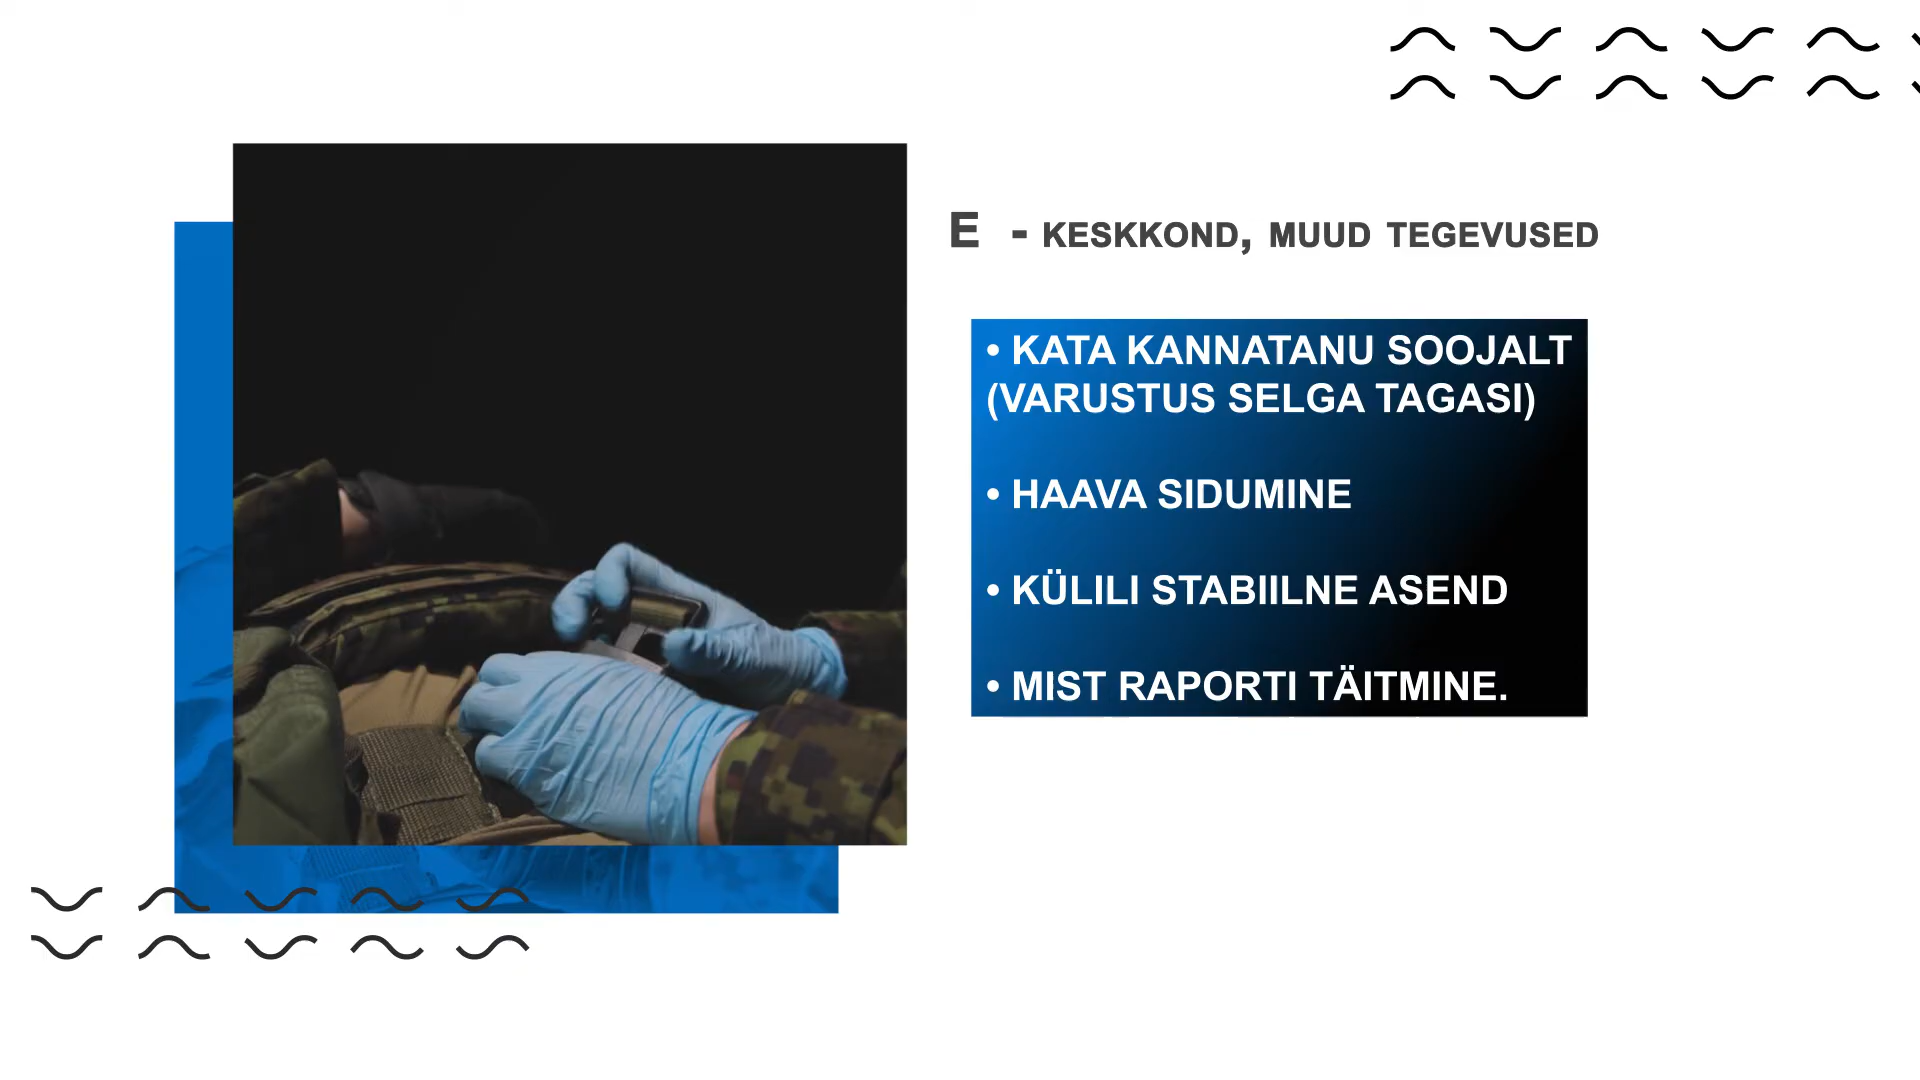 E - KESKKOND, MUUD TEGEVUSED
• KATA KANNATANU SOOJALT
(VARUSTUS SELGA TAGASI)
• HAAVA SIDUMINE
• KÜLILI STABIILNE ASEND
• MIST RAPORTI TÄITMINE.